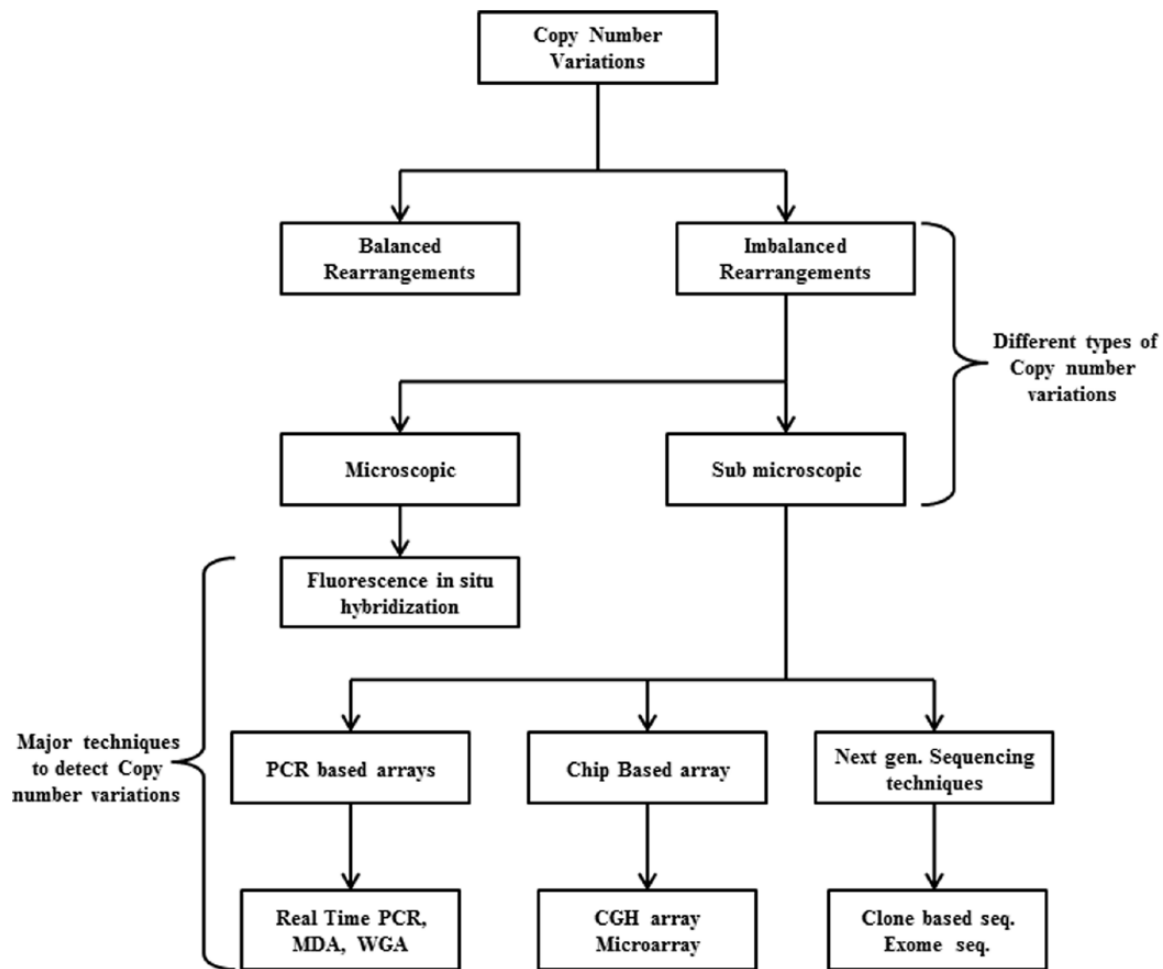 Copy Number
Variations
Balanced
Rearrangements
Imbalanced
Rearrangements
Different types of
Copy number
variations
Microscopic
Sub microscopic
Fluorescence in situ
hybridization
Major techniques
to detect Copy
number variations
PCR based arrays
Chip Based array
Next gen. Sequencing
techniques
Real Time PCR,
MDA, WGA
CGH array
Microarray
Clone based seq.
Exome seq.